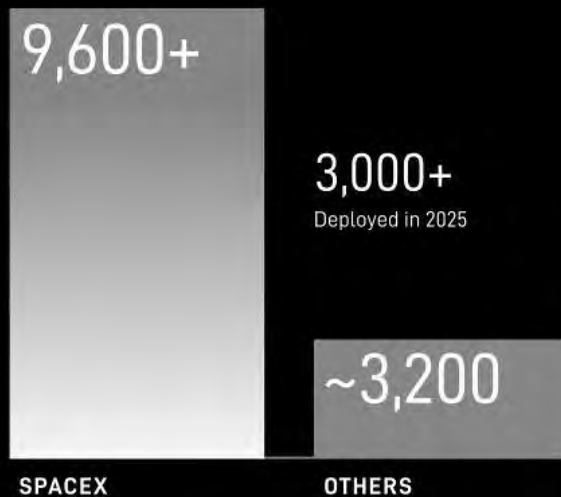 9,600+
3,000+
Deployed in 2025
~3,200
SPACEX
OTHERS